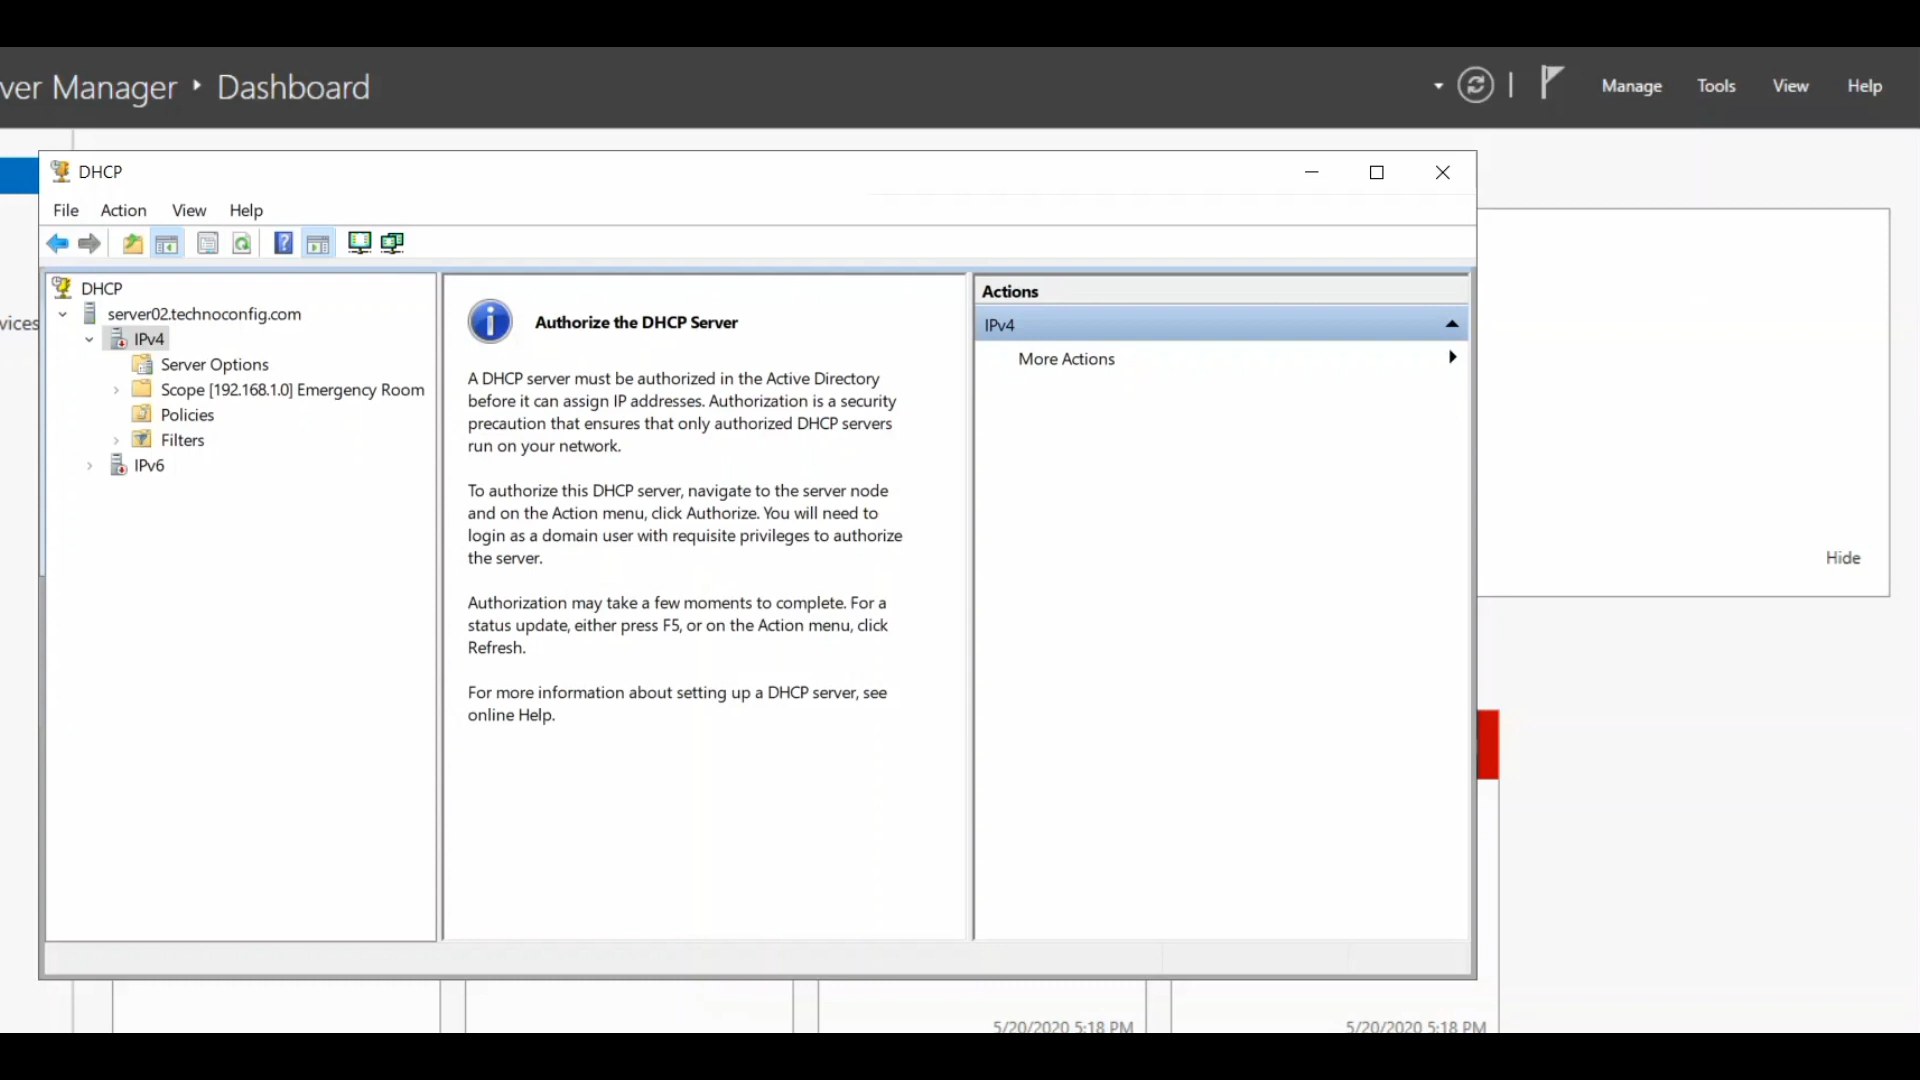 ver Manager
Dashboard
Manage
Tools
View
Help
DHCP
File
Action
View
Help
DHCP
server02.technoconfig.com
IPv4
Server Options
Scope [192.168.1.0] Emergency Room
Policies
Filters
IPv6
Authorize the DHCP Server
A DHCP server must be authorized in the Active Directory
before it can assign IP addresses. Authorization is a security
precaution that ensures that only authorized DHCP servers
run on your network.
To authorize this DHCP server, navigate to the server node
and on the Action menu, click Authorize. You will need to
login as a domain user with requisite privileges to authorize
the server.
Authorization may take a few moments to complete. For a
status update, either press F5, or on the Action menu, click
Refresh.
For more information about setting up a DHCP server, see
online Help.
Actions
IPv4
More Actions
vices
Hide
5/20/2020 5:18 PM
5/20/2020 5:18 PM